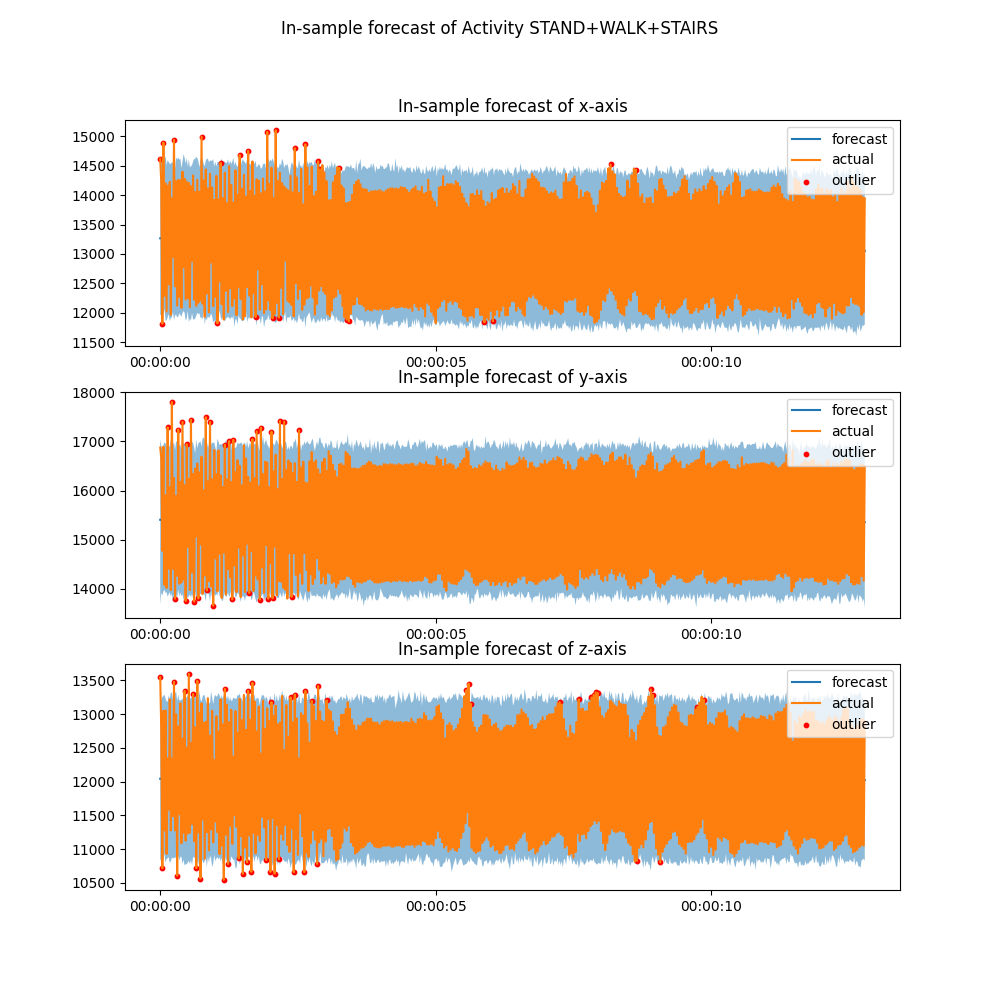 In-sample forecast of Activity STAND+WALK+STAIRS
In-sample forecast of x-axis
15000
14500
14000
13500
13000
12500
12000
11500
forecast
actual
outlier
00:00:00 00:00:05 00:00:10
In-sample forecast of y-axis
18000
17000
16000
15000
14000
forecast
actual
outlier
00:00:00 00:00:05 00:00:10
In-sample forecast of z-axis
13500
13000
12500
12000
11500
11000
10500
forecast
actual
outlier
00:00:00 00:00:05 00:00:10